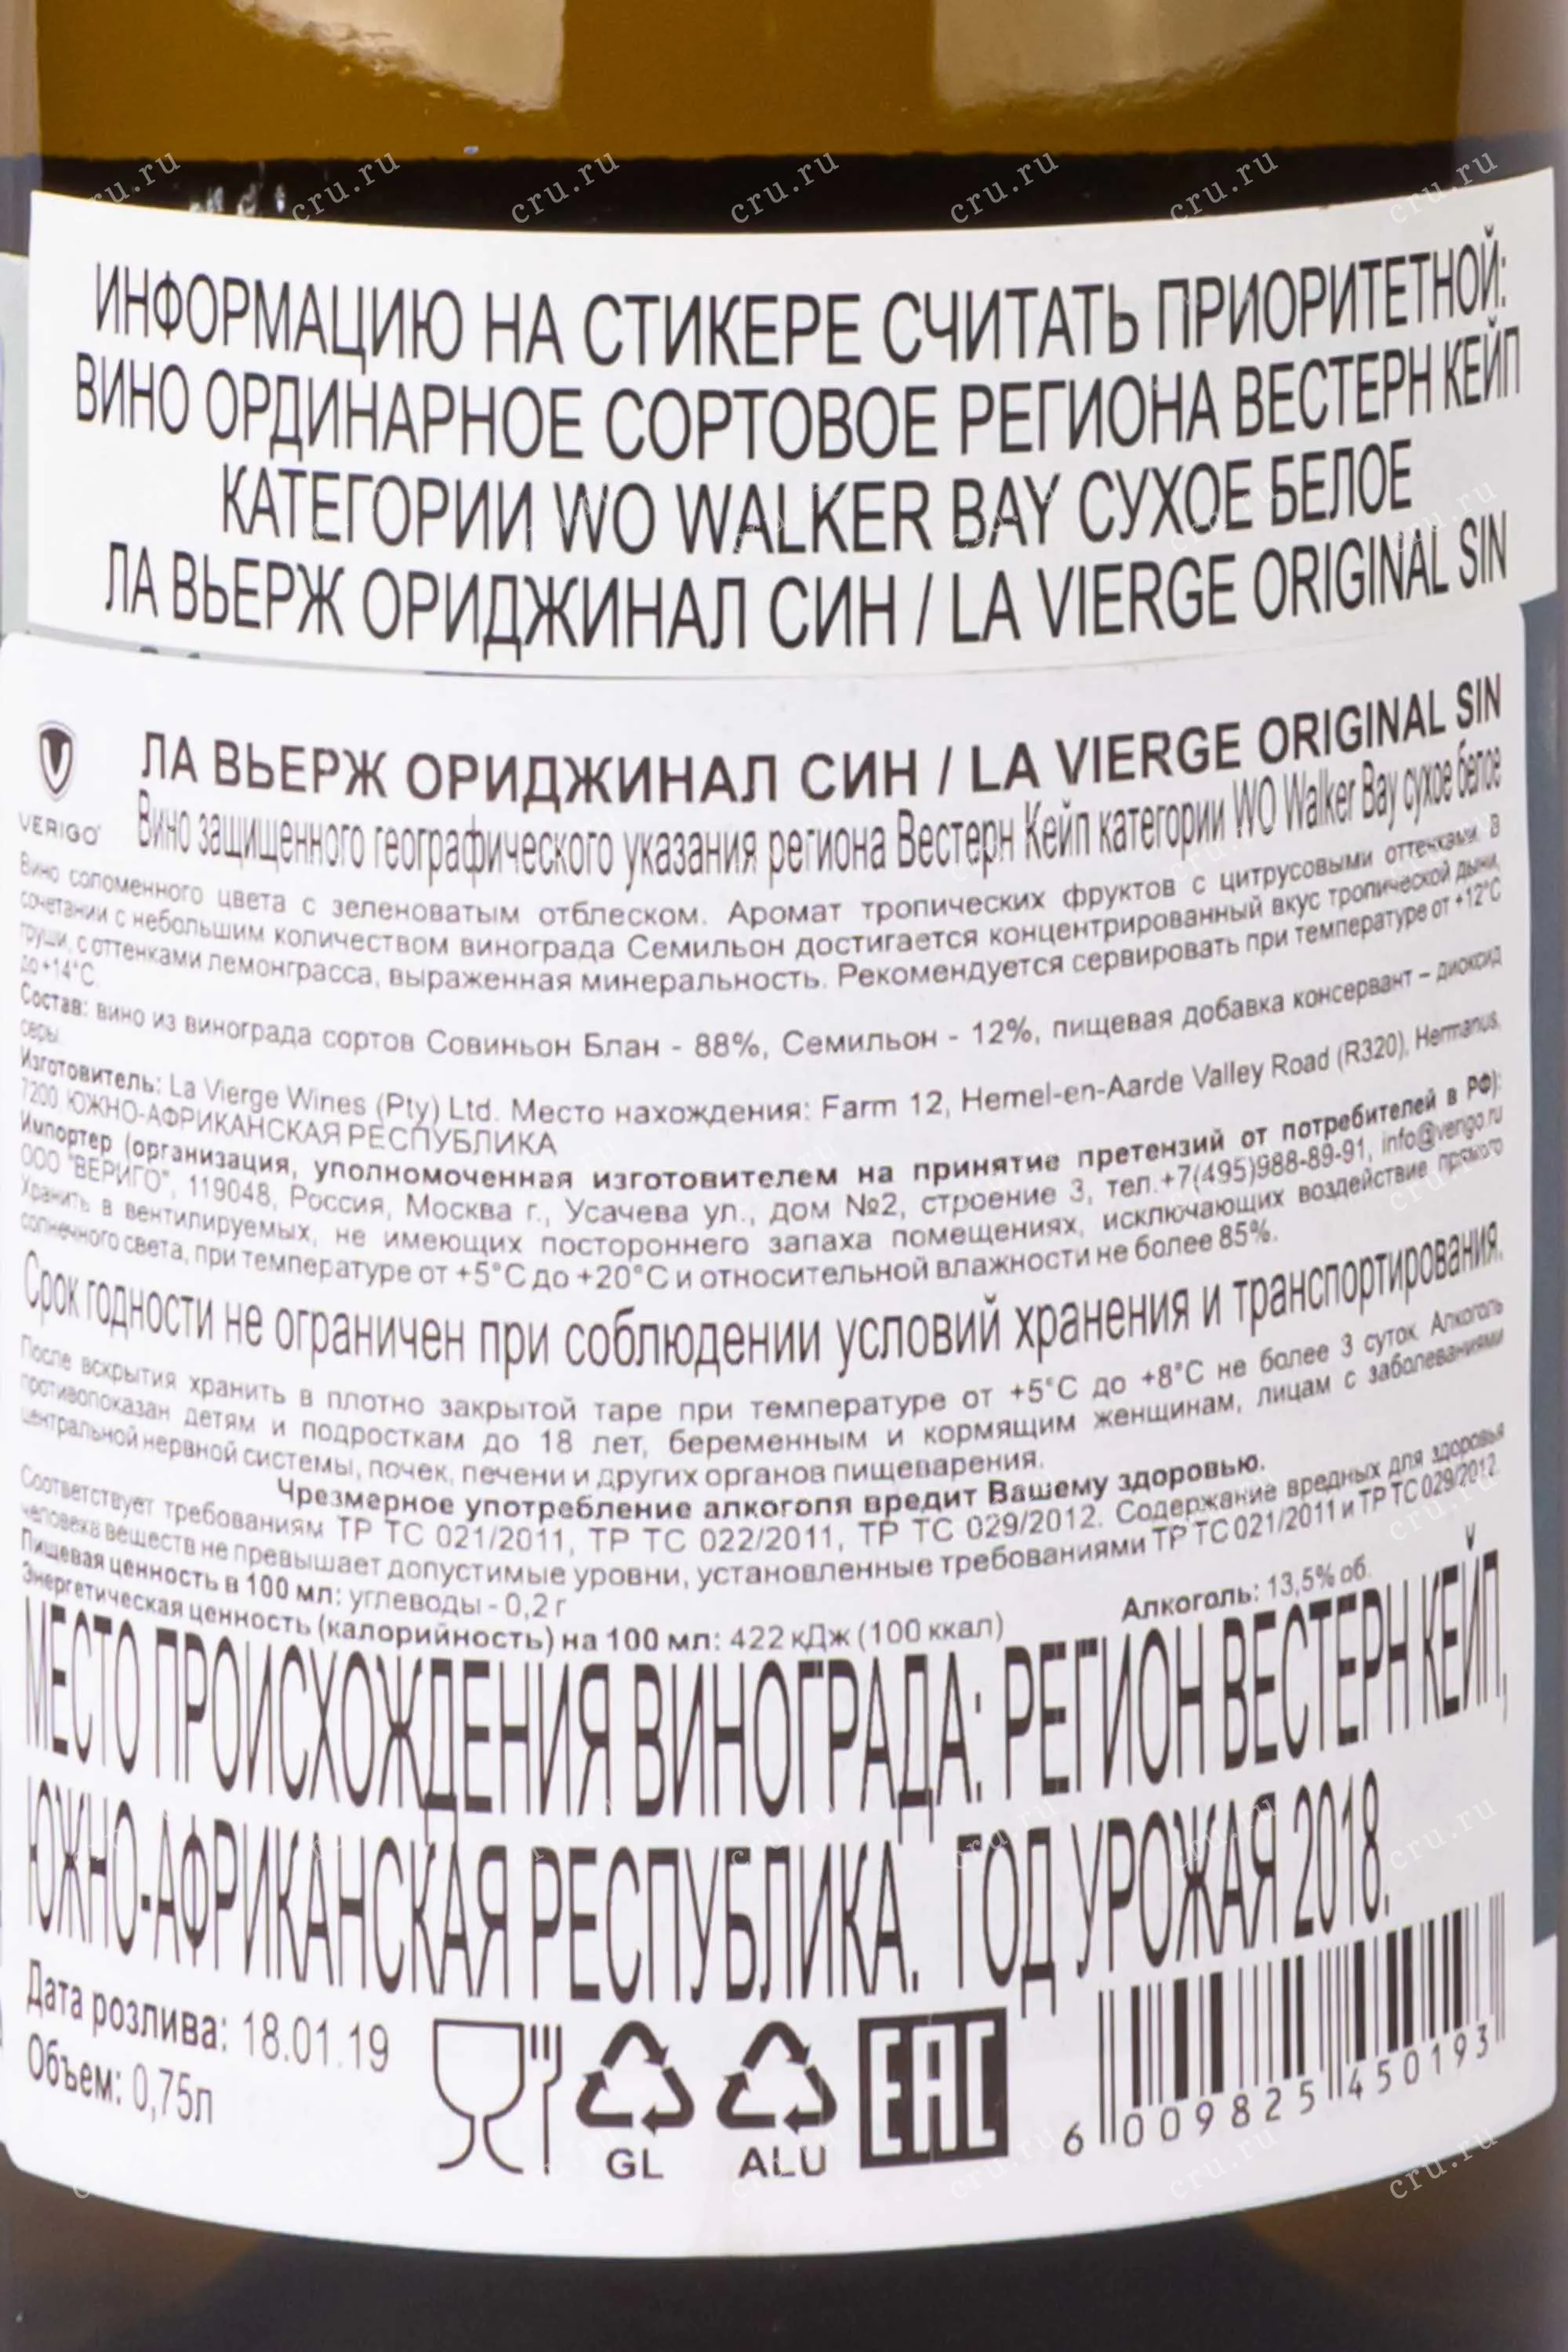 ИНФОРМАЦИЮ НА СТИКЕРЕ СЧИТАТЬ ПРИОРИТЕТНОЙ:
ВИНО ОРДИНАРНОЕ СОРТОВОЕ РЕГИОНА ВЕСТЕРН КЕЙП
КАТЕГОРИИ WO WALKER BAY СУХОЕ БЕЛОЕ
ЛА ВЬЕРЖ ОРИДЖИНАЛ СИН / LA VIERGE ORIGINAL SIN
VERIGO
ЛА ВЬЕРЖ ОРИДЖИНАЛ СИН / LA VIERGE ORIGINAL SIN
Вино защищенного географического указания региона Вестерн Кейп категории WO Walker Bay сухое белое
Вино соломенного цвета с зеленоватым отблеском. Аромат тропических фруктов с цитрусовыми оттенками. В
сочетании с небольшим количеством винограда Семильон достигается концентрированный вкус тропической дыни,
груши, с оттенками лемонграсса, выраженная минеральность. Рекомендуется сервировать при температуре от +12°C
до +14°C.
Состав: вино из винограда сортов Совиньон Блан - 88%, Семильон - 12%, пищевая добавка консервант – диоксид
серы.
Изготовитель: La Vierge Wines (Pty) Ltd. Место нахождения: Farm 12, Hemel-en-Aarde Valley Road (R320), Hermanus,
7200, ЮЖНО-АФРИКАНСКАЯ РЕСПУБЛИКА
Импортер (организация, уполномоченная изготовителем на принятие претензий от потребителей в РФ):
ООО "ВЕРИГО", 119048, Россия, Москва г., Усачева ул., дом №2, строение 3, тел.+7(495)988-89-91, info@verigo.ru
Хранить в вентилируемых, не имеющих постороннего запаха помещениях, исключающих воздействие прямого
солнечного света, при температуре от +5°C до +20°C и относительной влажности не более 85%.
Срок годности не ограничен при соблюдении условий хранения и транспортирования.
После вскрытия хранить в плотно закрытой таре при температуре от +5°C до +8°C не более 3 суток. Алкоголь
противопоказан детям и подросткам до 18 лет, беременным и кормящим женщинам, лицам с заболеваниями
центральной нервной системы, почек, печени и других органов пищеварения.
Чрезмерное употребление алкоголя вредит Вашему здоровью.
Соответствует требованиям ТР ТС 021/2011, ТР ТС 022/2011, ТР ТС 029/2012. Содержание вредных для здоровья
человека веществ не превышает допустимые уровни, установленные требованиями ТР ТС 021/2011 и ТР ТС 029/2012.
Пищевая ценность в 100 мл: углеводы - 0,2 г
Энергетическая ценность (калорийность) на 100 мл: 422 кДж (100 ккал)
Алкоголь: 13,5% об.
МЕСТО ПРОИСХОЖДЕНИЯ ВИНОГРАДА: РЕГИОН ВЕСТЕРН КЕЙП,
ЮЖНО-АФРИКАНСКАЯ РЕСПУБЛИКА. ГОД УРОЖАЯ 2018.
Дата розлива: 18.01.19
Объем: 0,75л
GL
ALU
EAC
6 009825 450193
cru.ru